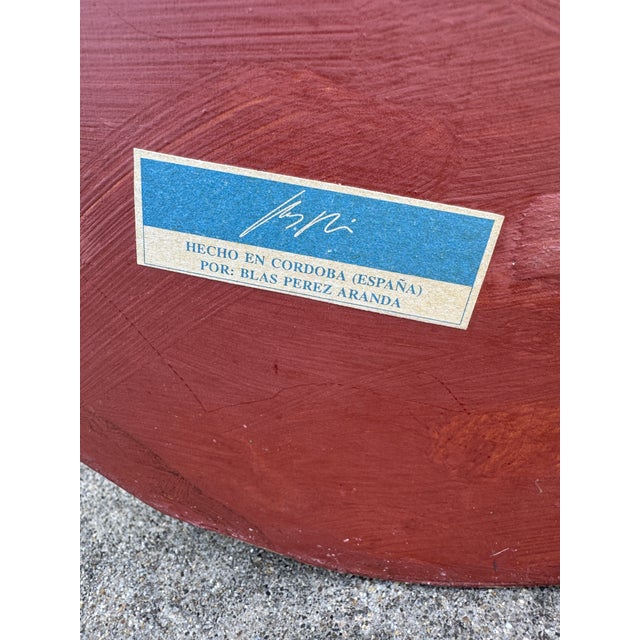 HECHO EN CORDOBA (ESPAÑA)
POR: BLAS PEREZ ARANDA